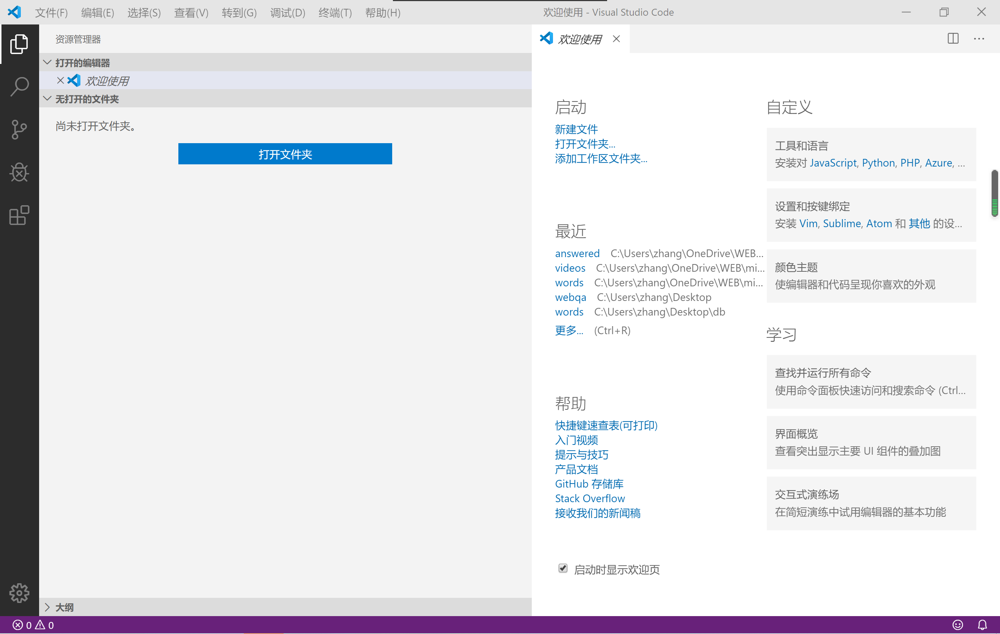 文件(F) 编辑(E) 选择(S) 查看(V) 转到(G) 调试(D) 终端(T) 帮助(H) 欢迎使用 - Visual Studio Code
资源管理器
打开的编辑器
欢迎使用
无打开的文件夹
尚未打开文件夹。
打开文件夹
欢迎使用
启动
新建文件
打开文件夹...
添加工作区文件夹...
最近
answered C:\Users\zhang\OneDrive\WEB...
videos C:\Users\zhang\OneDrive\WEB\mi...
words C:\Users\zhang\OneDrive\WEB\mi...
webqa C:\Users\zhang\Desktop
words C:\Users\zhang\Desktop\db
更多... (Ctrl+R)
帮助
快捷键速查表(可打印)
入门视频
提示与技巧
产品文档
GitHub 存储库
Stack Overflow
接收我们的新闻稿
启动时显示欢迎页
自定义
工具和语言
安装对 JavaScript, Python, PHP, Azure, ...
设置和按键绑定
安装 Vim, Sublime, Atom 和 其他 的设...
颜色主题
使编辑器和代码呈现你喜欢的外观
学习
查找并运行所有命令
使用命令面板快速访问和搜索命令 (Ctrl...
界面概览
查看突出显示主要 UI 组件的叠加图
交互式演练场
在简短演练中试用编辑器的基本功能
大纲
0 0